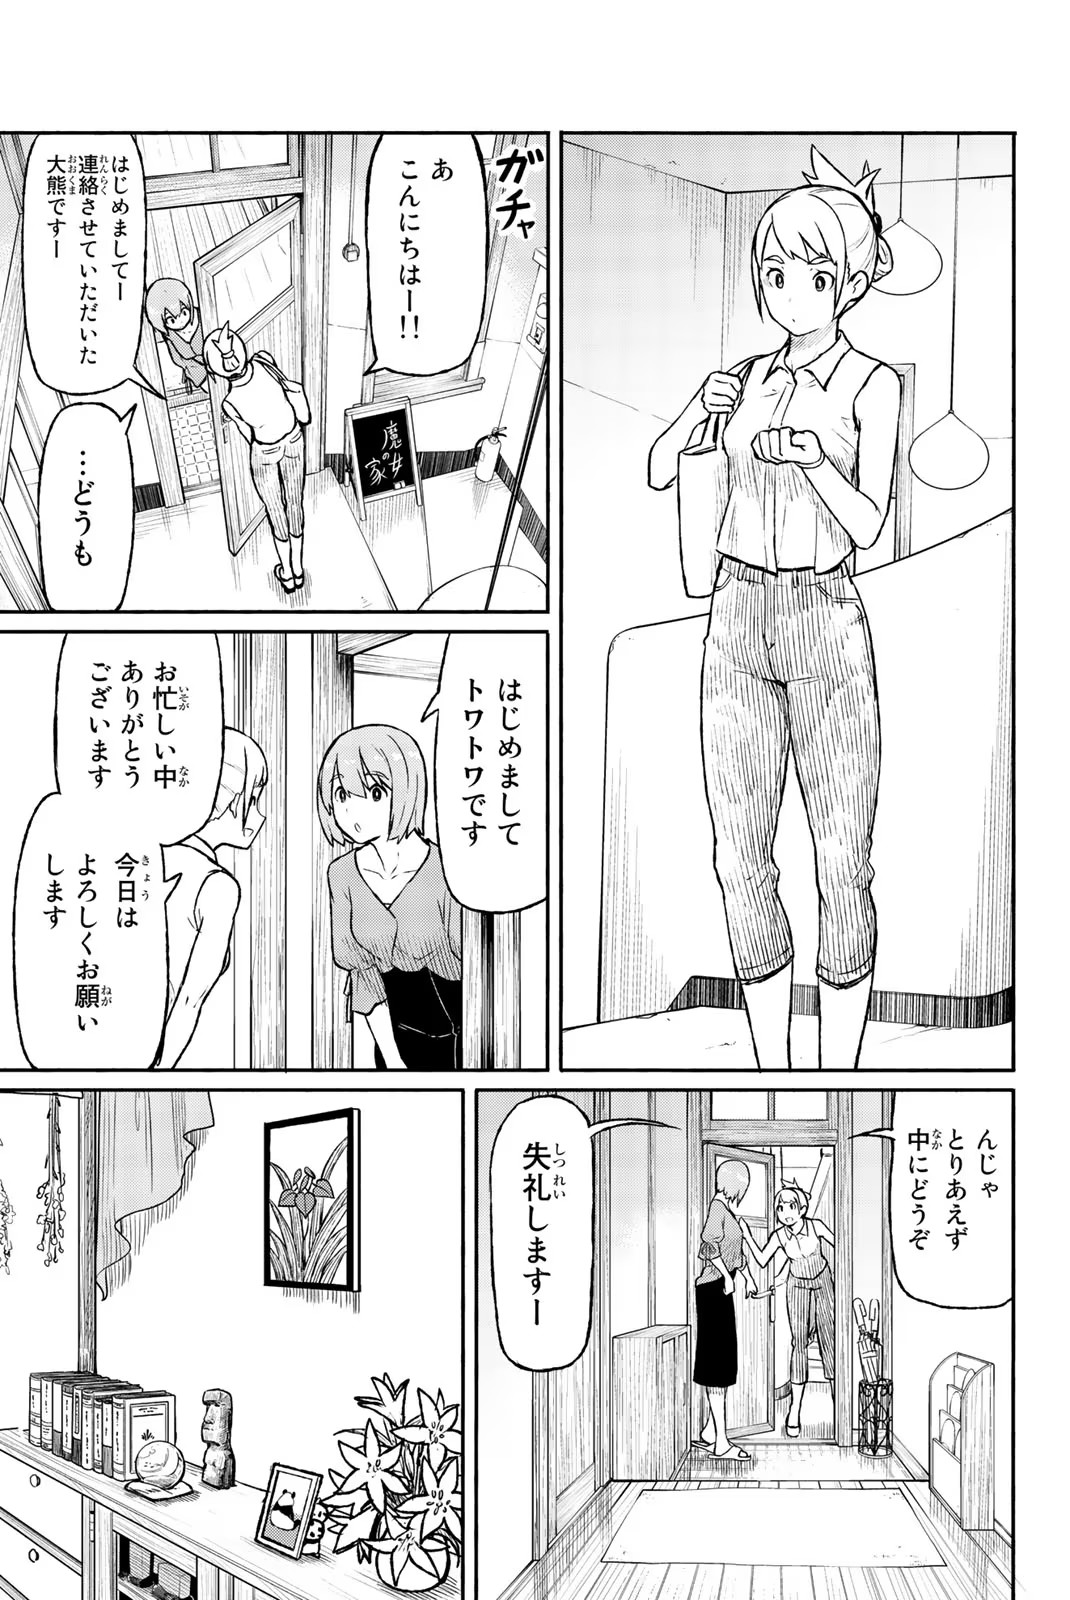 ガチャ
あ
こんにちはー!!
はじめましてー
連絡させていただいた
大熊ですー
…どうも
魔女
の
家
はじめまして
トワトワです
お忙しい中
ありがとう
ございます
今日は
よろしくお願い
します
んじゃ
とりあえず
中にどうぞ
失礼しますー